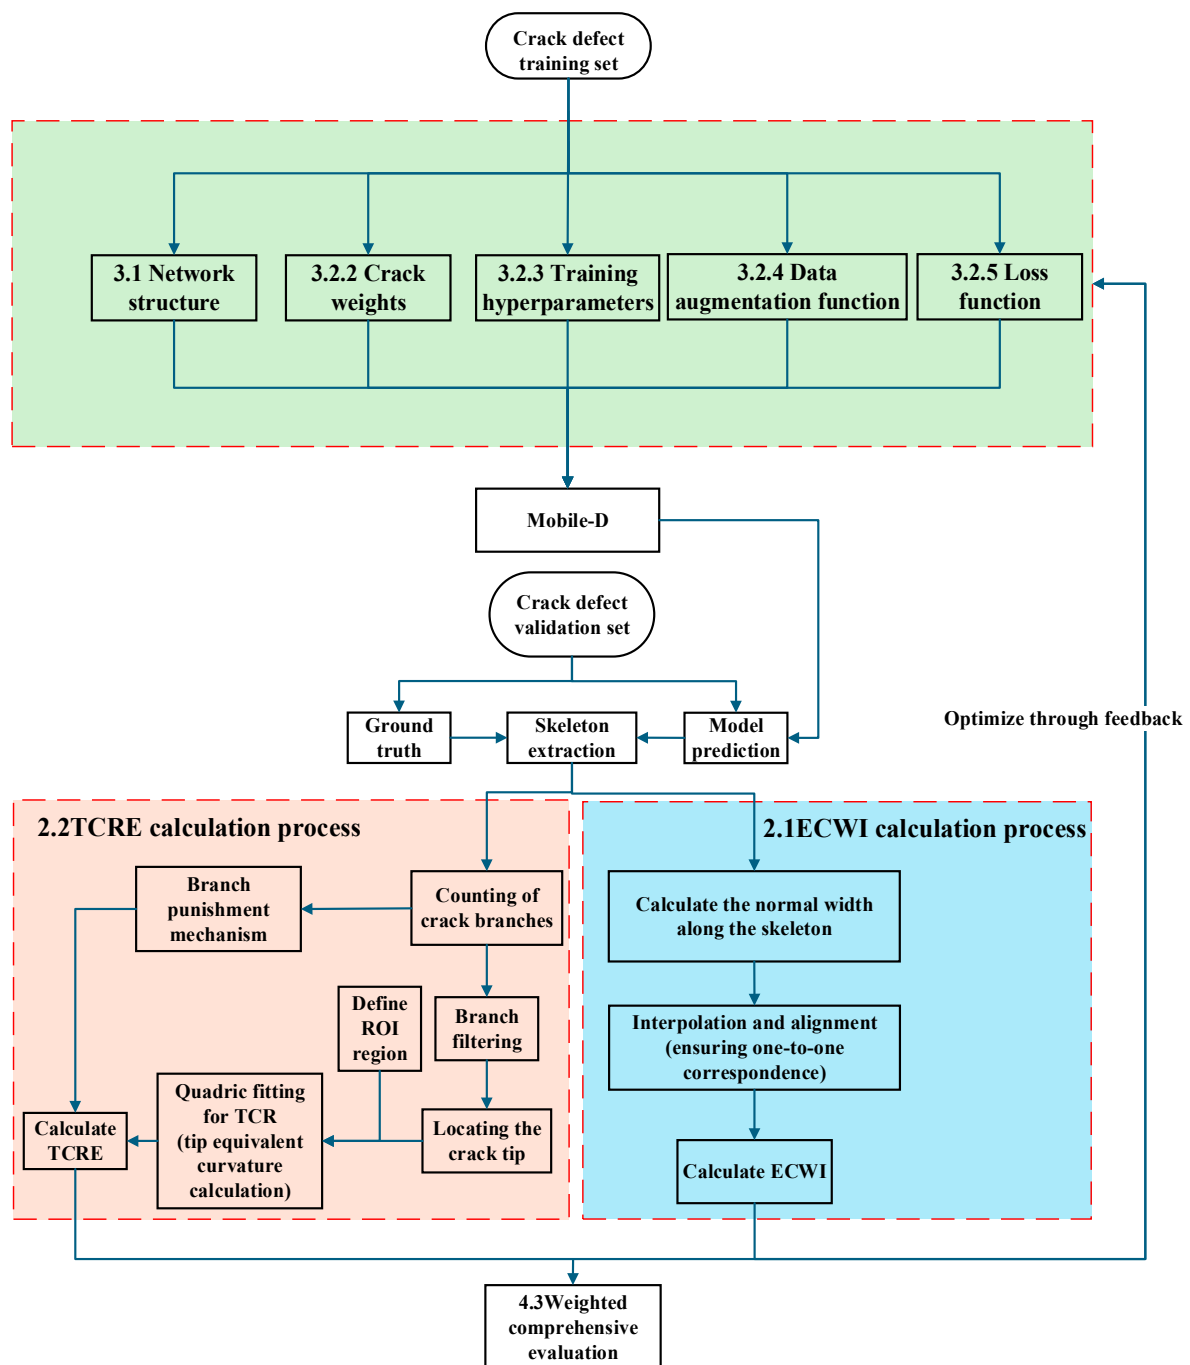 Crack defect
training set
3.1 Network
structure
3.2.2 Crack
weights
3.2.3 Training
hyperparameters
3.2.4 Data
augmentation function
3.2.5 Loss
function
Mobile-D
Crack defect
validation set
Ground
truth
Skeleton
extraction
Model
prediction
Optimize through feedback
2.2TCRE calculation process
Branch
punishment
mechanism
Counting of
crack branches
Define
ROI
region
Branch
filtering
Quadric fitting
for TCR
(tip equivalent
curvature
calculation)
Locating the
crack tip
Calculate
TCRE
2.1ECWI calculation process
Calculate the normal width
along the skeleton
Interpolation and alignment
(ensuring one-to-one
correspondence)
Calculate ECWI
4.3Weighted
comprehensive
evaluation